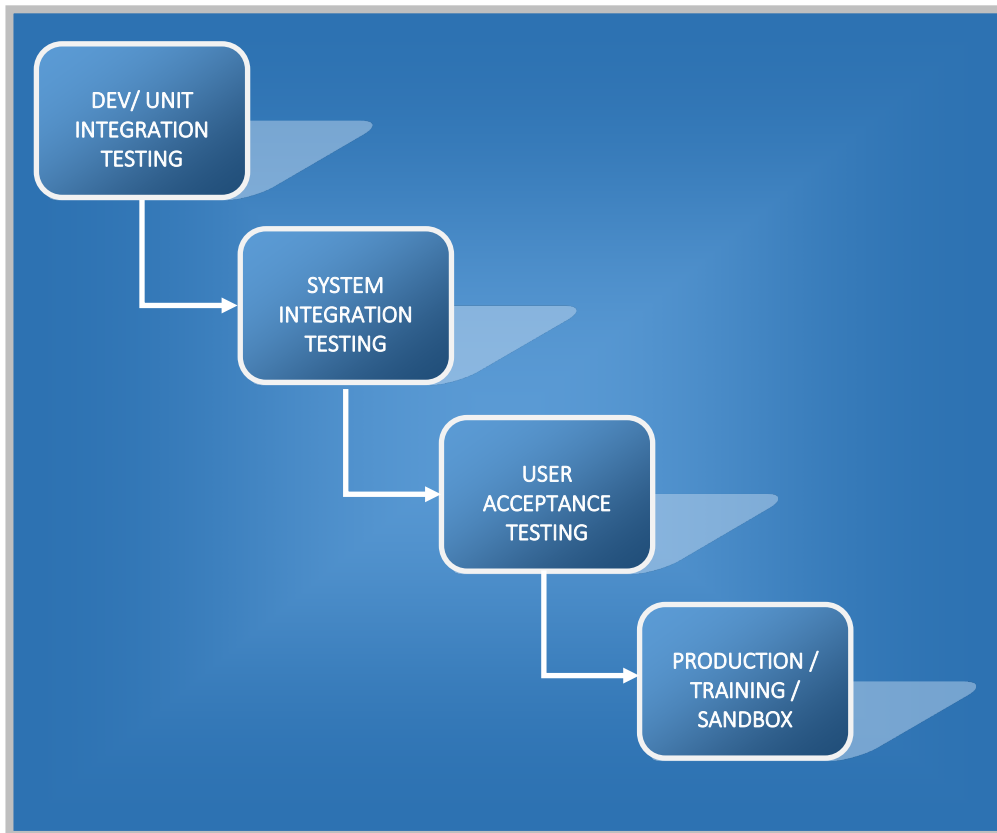 DEV/ UNIT
INTEGRATION
TESTING
SYSTEM
INTEGRATION
TESTING
USER
ACCEPTANCE
TESTING
PRODUCTION /
TRAINING /
SANDBOX